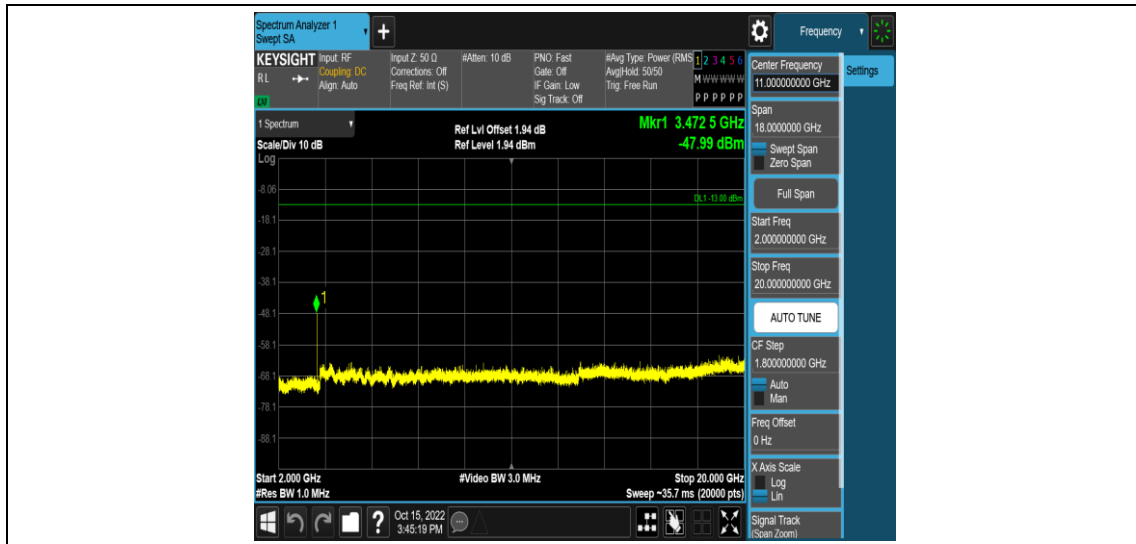 Spectrum Analyzer 1
Swept SA
+
Frequency
KEYSIGHT
R L
LNI
Input: RF
Coupling: DC
Align: Auto
Input Z: 50 Ω
Corrections: Off
Freq Ref: Int (S)
#Atten: 10 dB
PNO: Fast
Gate: Off
IF Gain: Low
Sig Track: Off
#Avg Type: Power (RMS
Avg|Hold: 50/50
Trig: Free Run
1 2 3 4 5 6
M W W W W W
P P P P P P
1 Spectrum
Scale/Div 10 dB
Log
Ref Lvl Offset 1.94 dB
Ref Level 1.94 dBm
Mkr1 3.472 5 GHz
-47.99 dBm
DL1 -13.00 dBm
-8.06
-18.1
-28.1
-38.1
-48.1
-58.1
-68.1
-78.1
-88.1
1
Start 2.000 GHz
#Res BW 1.0 MHz
#Video BW 3.0 MHz
Stop 20.000 GHz
Sweep ~35.7 ms (20000 pts)
?
Oct 15, 2022
3:45:19 PM
Center Frequency
11.000000000 GHz
Settings
Span
18.0000000 GHz
Swept Span
Zero Span
Full Span
Start Freq
2.000000000 GHz
Stop Freq
20.000000000 GHz
AUTO TUNE
CF Step
1.800000000 GHz
Auto
Man
Freq Offset
0 Hz
X Axis Scale
Log
Lin
Signal Track
(Span Zoom)